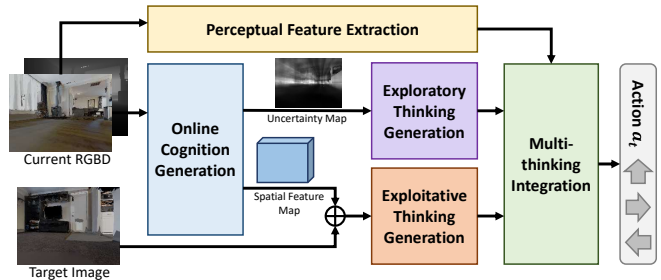 Perceptual Feature Extraction
Current RGBD
Online
Cognition
Generation
Uncertainty Map
Spatial Feature
Map
Exploratory
Thinking
Generation
Exploitative
Thinking
Generation
Multi-
thinking
Integration
Action a_t
Target Image